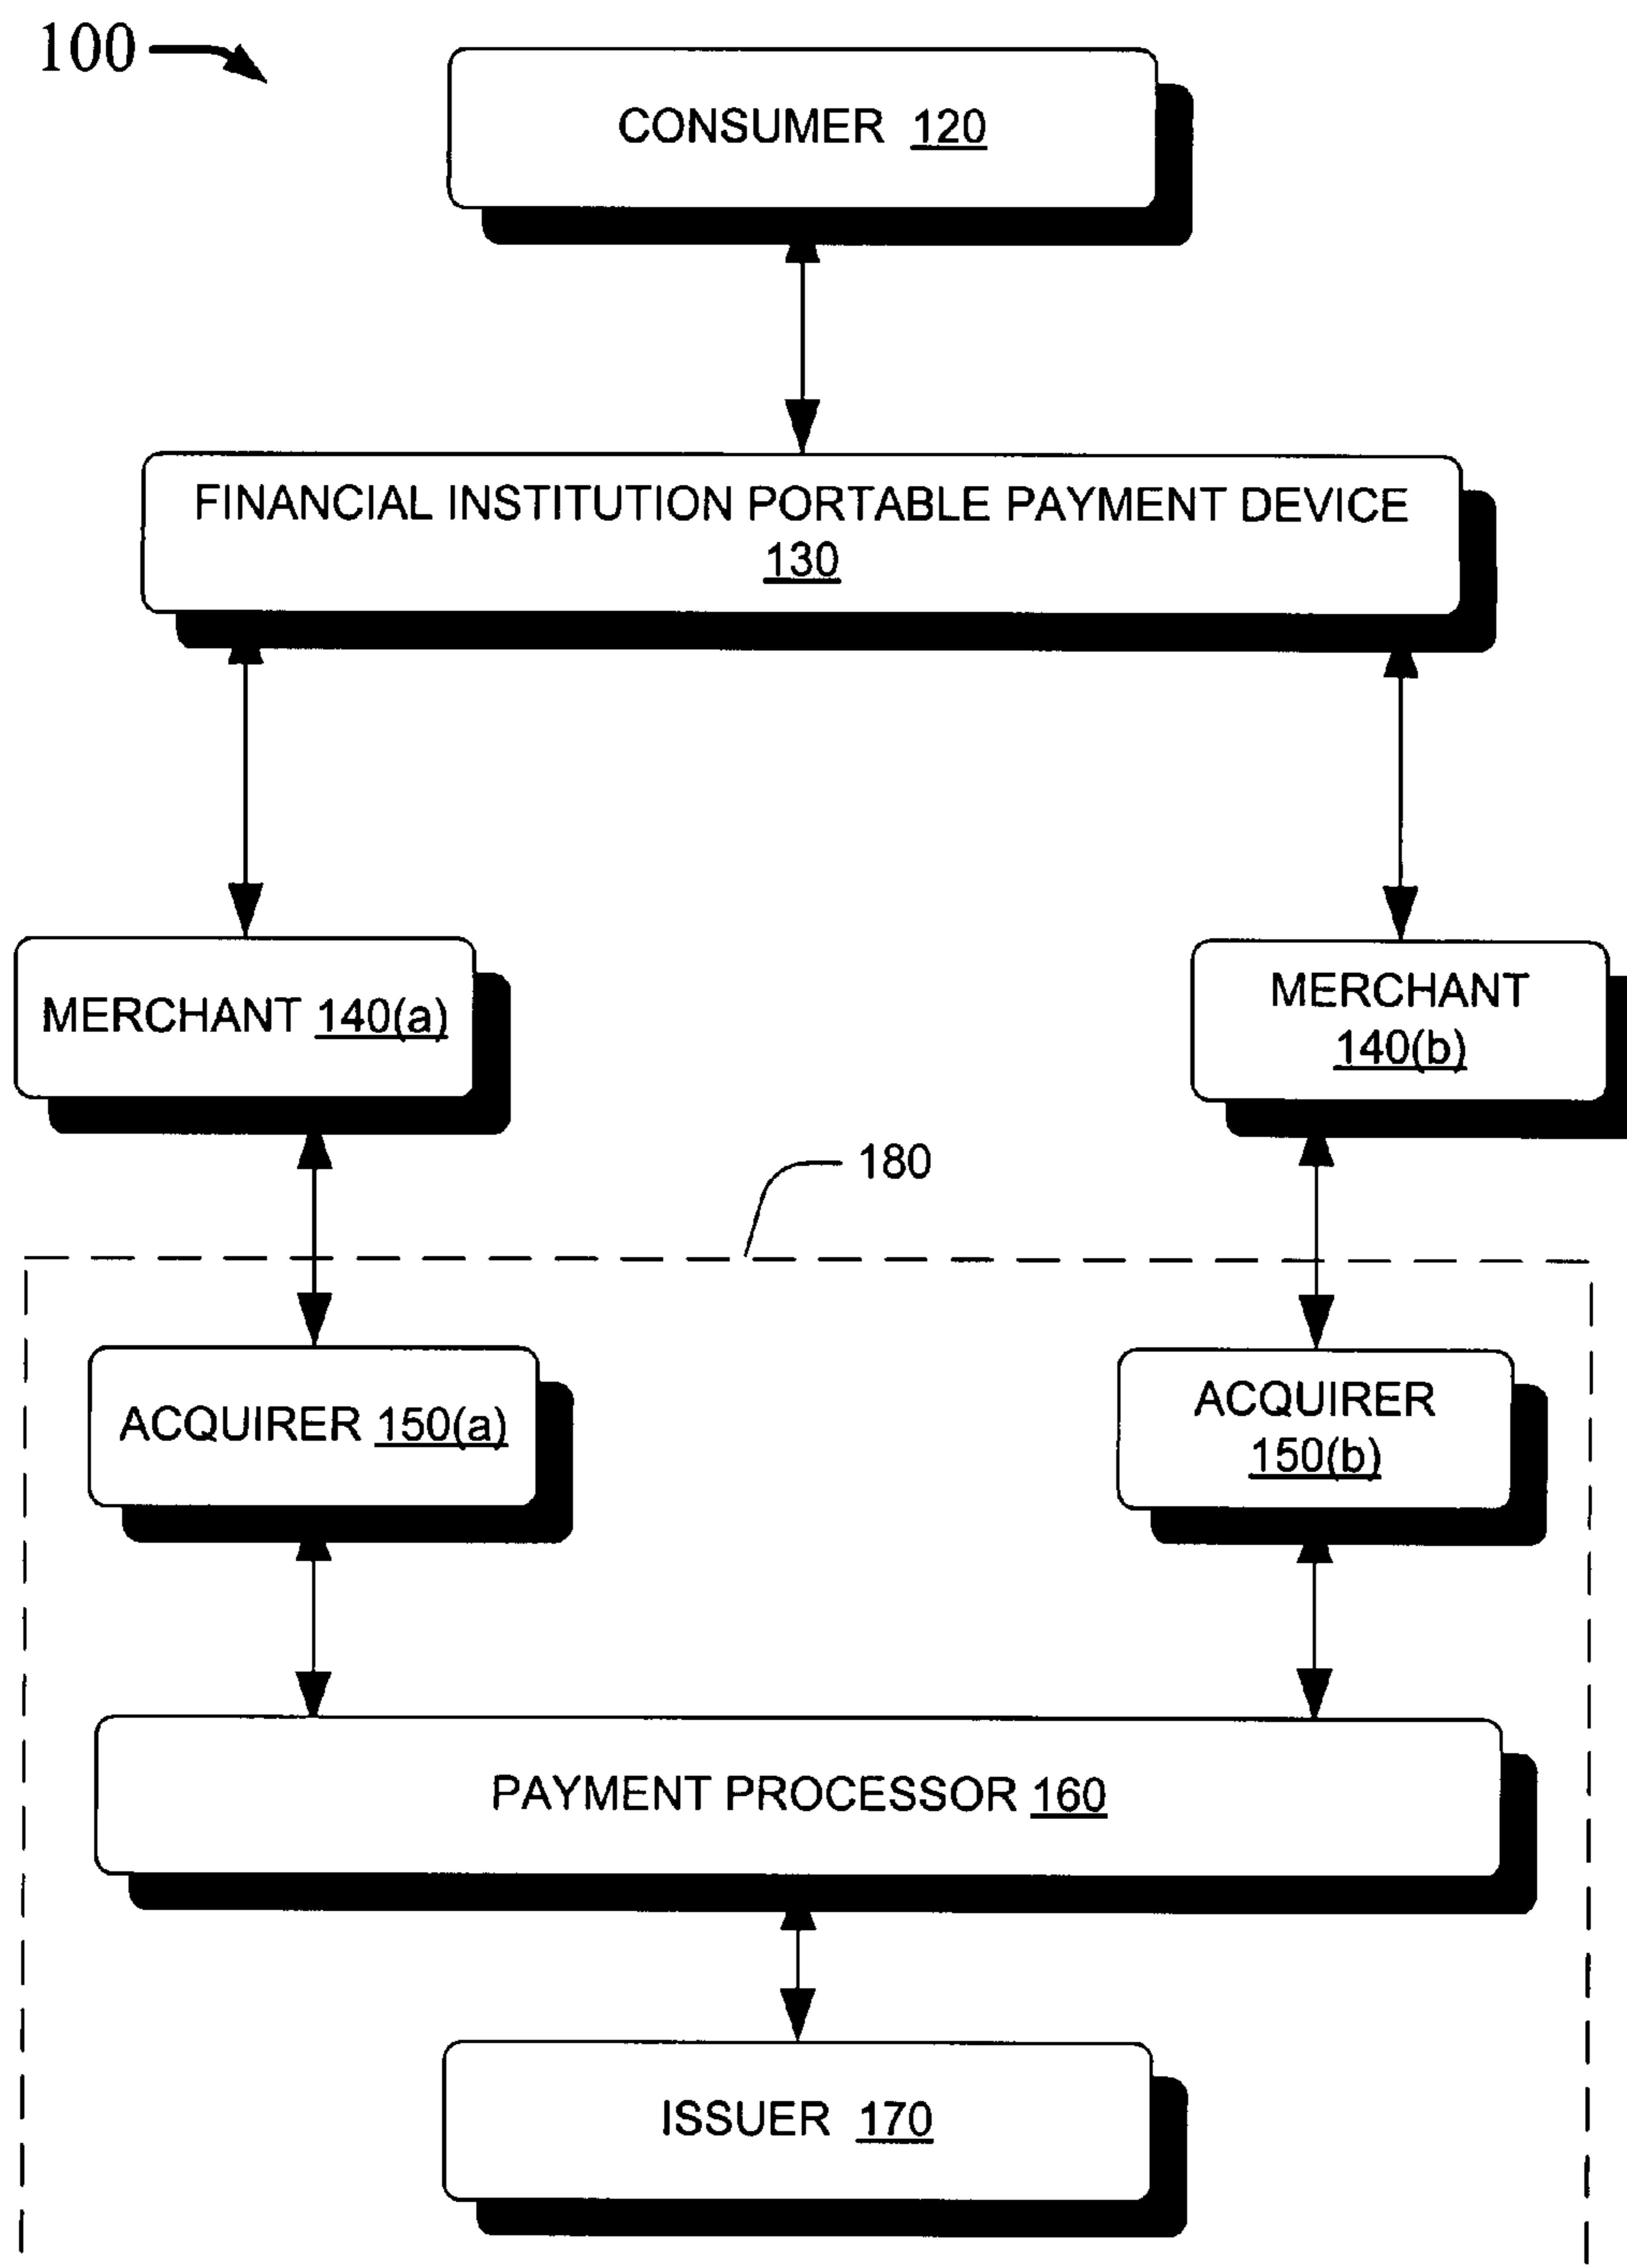 100
CONSUMER 120
FINANCIAL INSTITUTION PORTABLE PAYMENT DEVICE
130
MERCHANT 140(a)
MERCHANT
140(b)
180
ACQUIRER 150(a)
ACQUIRER
150(b)
PAYMENT PROCESSOR 160
ISSUER 170